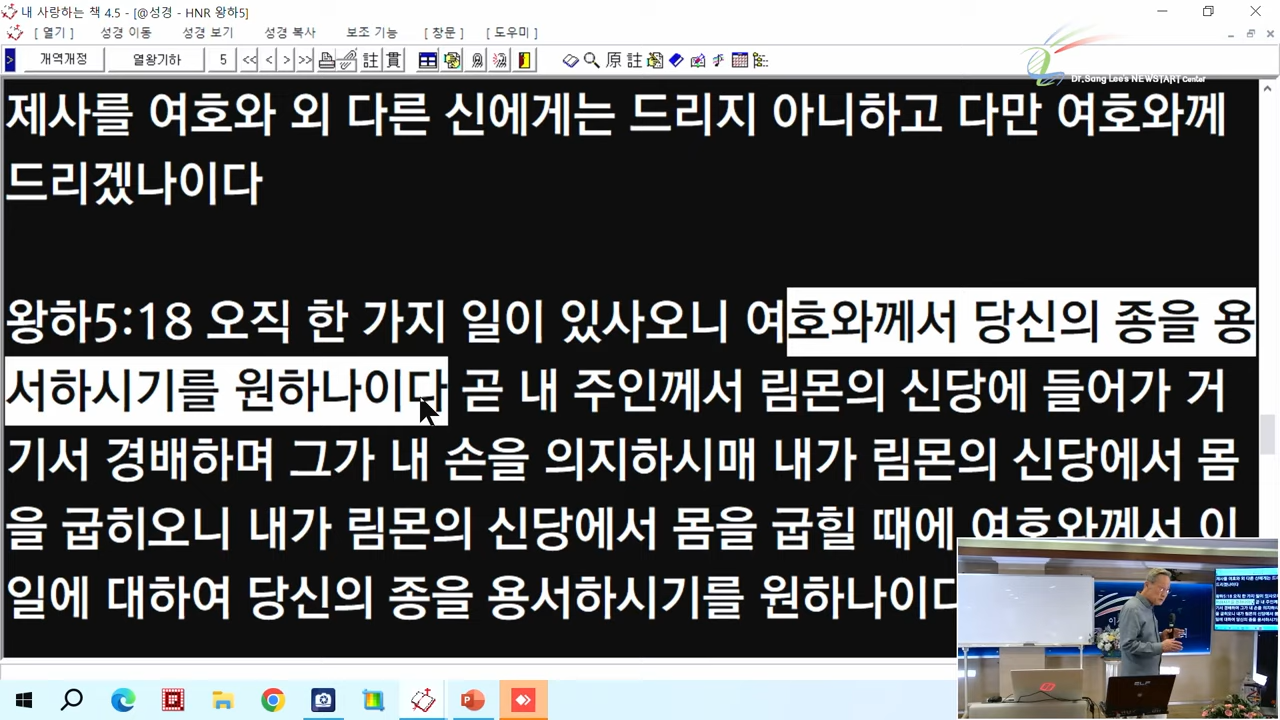 내 사랑하는 책 4.5 - [@성경 - HNR 왕하5]
[ 열기 ] 성경 이동 성경 보기 성경 복사 보조 기능 [ 창문 ] [ 도우미 ]
개역개정 열왕기하 5 << < > >> 註 貫 原 註
Dr.Sang Lee's NEWSTART Center
제사를 여호와 외 다른 신에게는 드리지 아니하고 다만 여호와께
드리겠나이다
왕하5:18 오직 한 가지 일이 있사오니 여호와께서 당신의 종을 용
서하시기를 원하나이다 곧 내 주인께서 림몬의 신당에 들어가 거
기서 경배하며 그가 내 손을 의지하시매 내가 림몬의 신당에서 몸
을 굽히오니 내가 림몬의 신당에서 몸을 굽힐 때에 여호와께서 이
일에 대하여 당신의 종을 용서하시기를 원하나이다